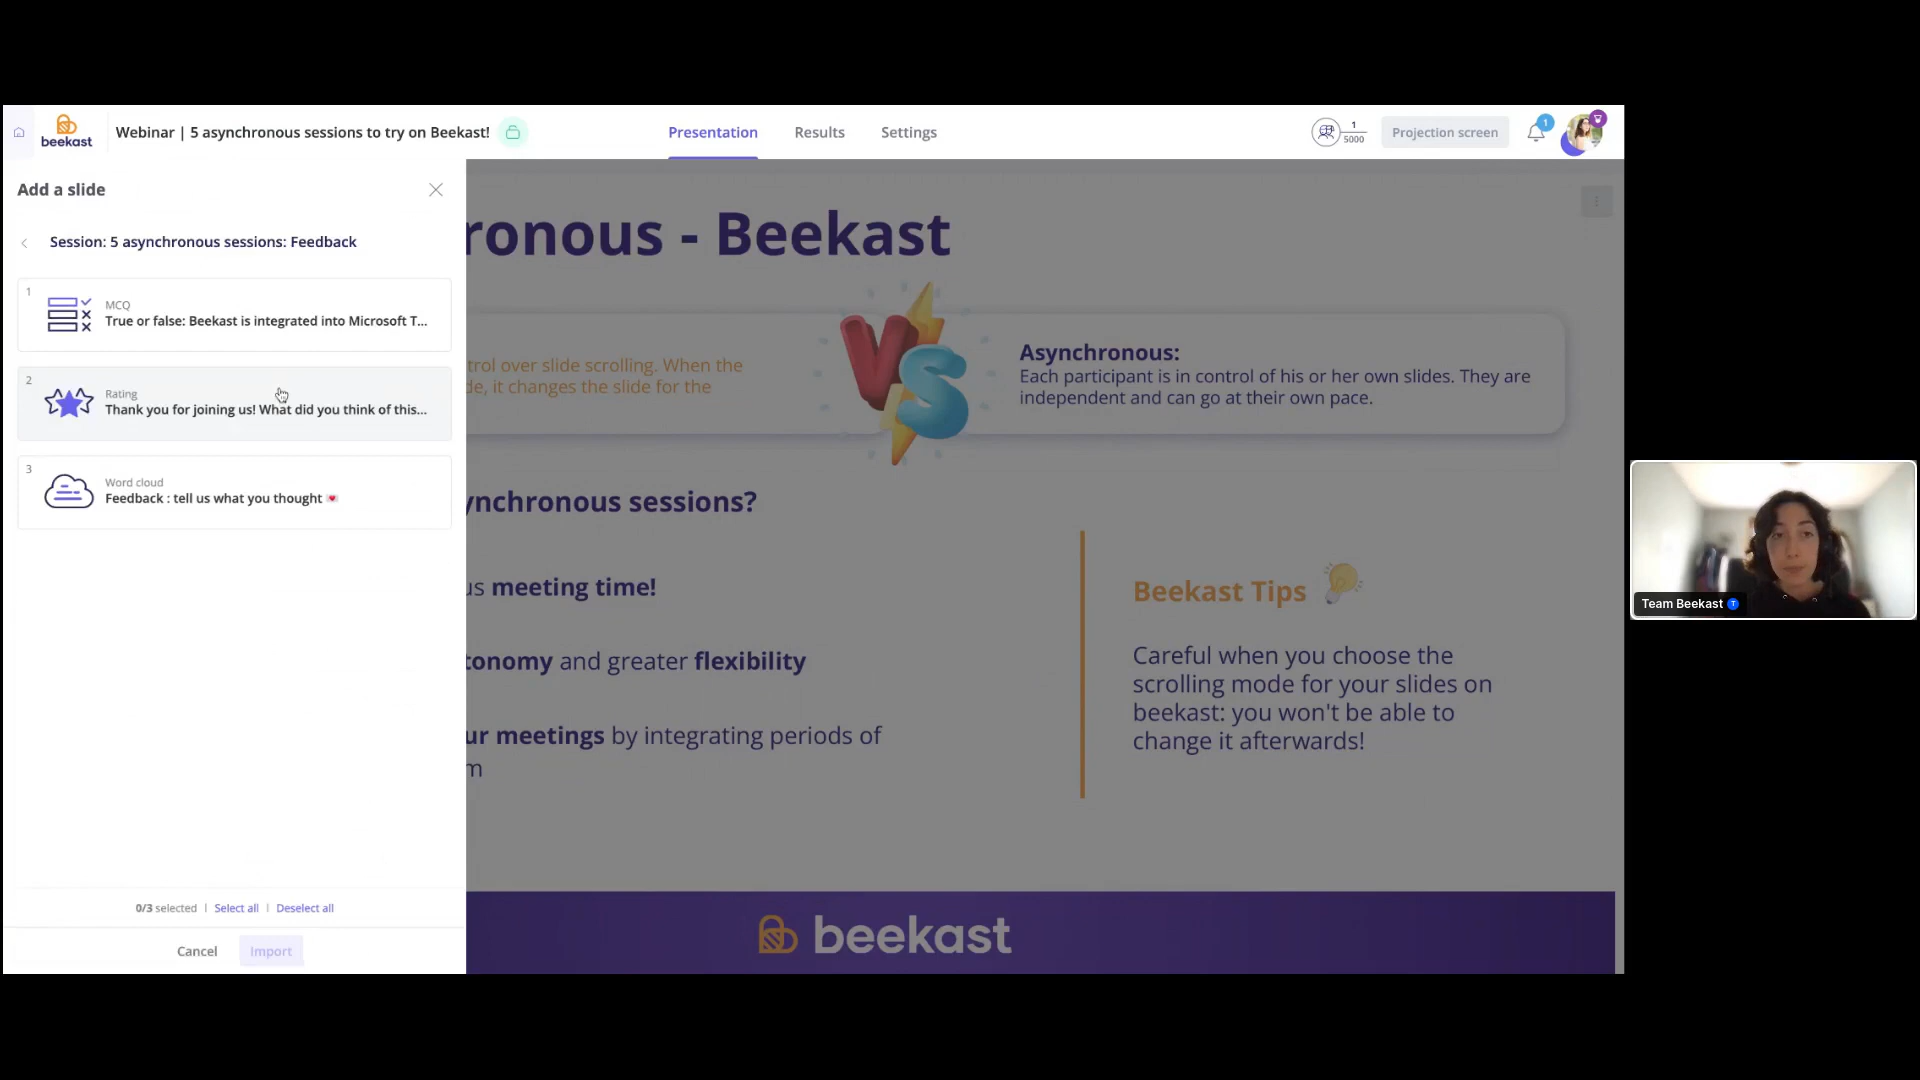 beekast
Webinar | 5 asynchronous sessions to try on Beekast!
Presentation
Results
Settings
1
5000
Projection screen
1
Add a slide
Session: 5 asynchronous sessions: Feedback
1
MCQ
True or false: Beekast is integrated into Microsoft T...
2
Rating
Thank you for joining us! What did you think of this...
3
Word cloud
Feedback : tell us what you thought 💌
0/3 selected | Select all | Deselect all
Cancel
Import
ronous - Beekast
trol over slide scrolling. When the
de, it changes the slide for the
VS
Asynchronous:
Each participant is in control of his or her own slides. They are
independent and can go at their own pace.
ynchronous sessions?
us meeting time!
tonomy and greater flexibility
ur meetings by integrating periods of
m
Beekast Tips
Careful when you choose the
scrolling mode for your slides on
beekast: you won't be able to
change it afterwards!
beekast
Team Beekast
T